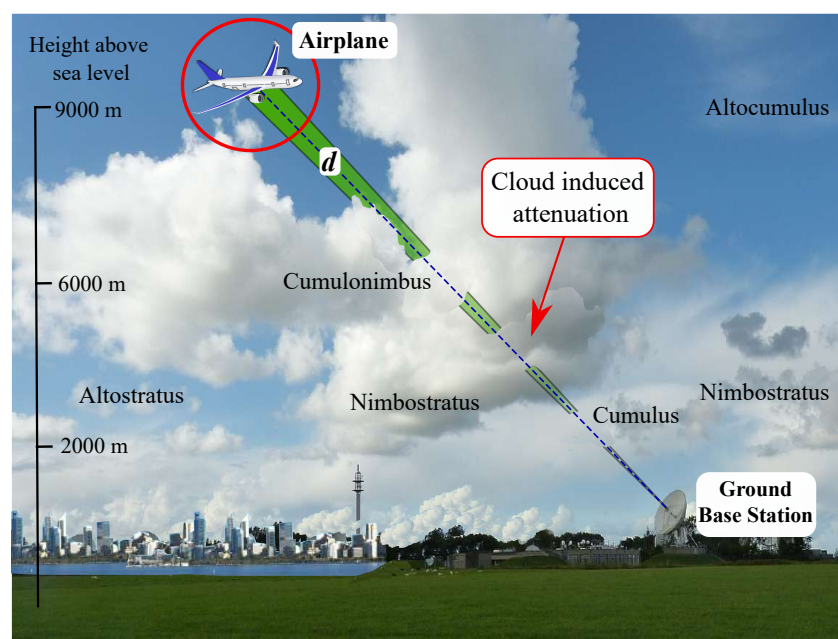 Height above
sea level
Airplane
9000 m
Altocumulus
d
Cloud induced
attenuation
Cumulonimbus
6000 m
Altostratus
Nimbostratus
Cumulus
Nimbostratus
2000 m
Ground
Base Station